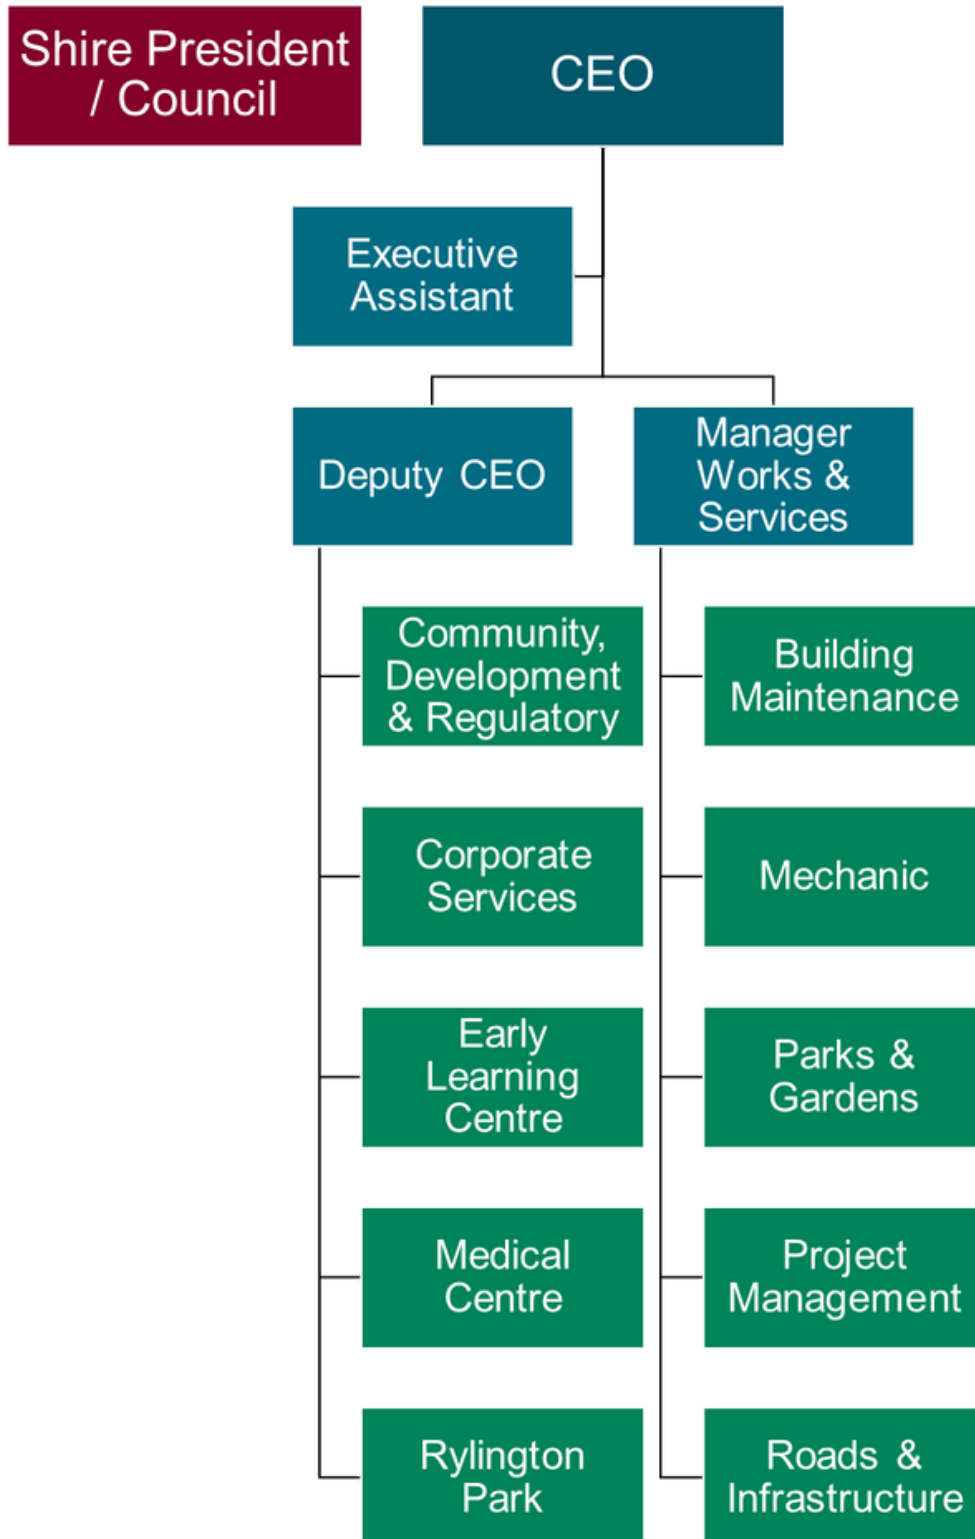 Shire President
/ Council
CEO
Executive
Assistant
Deputy CEO
Manager
Works &
Services
Community,
Development
& Regulatory
Corporate
Services
Early
Learning
Centre
Medical
Centre
Rylington
Park
Building
Maintenance
Mechanic
Parks &
Gardens
Project
Management
Roads &
Infrastructure